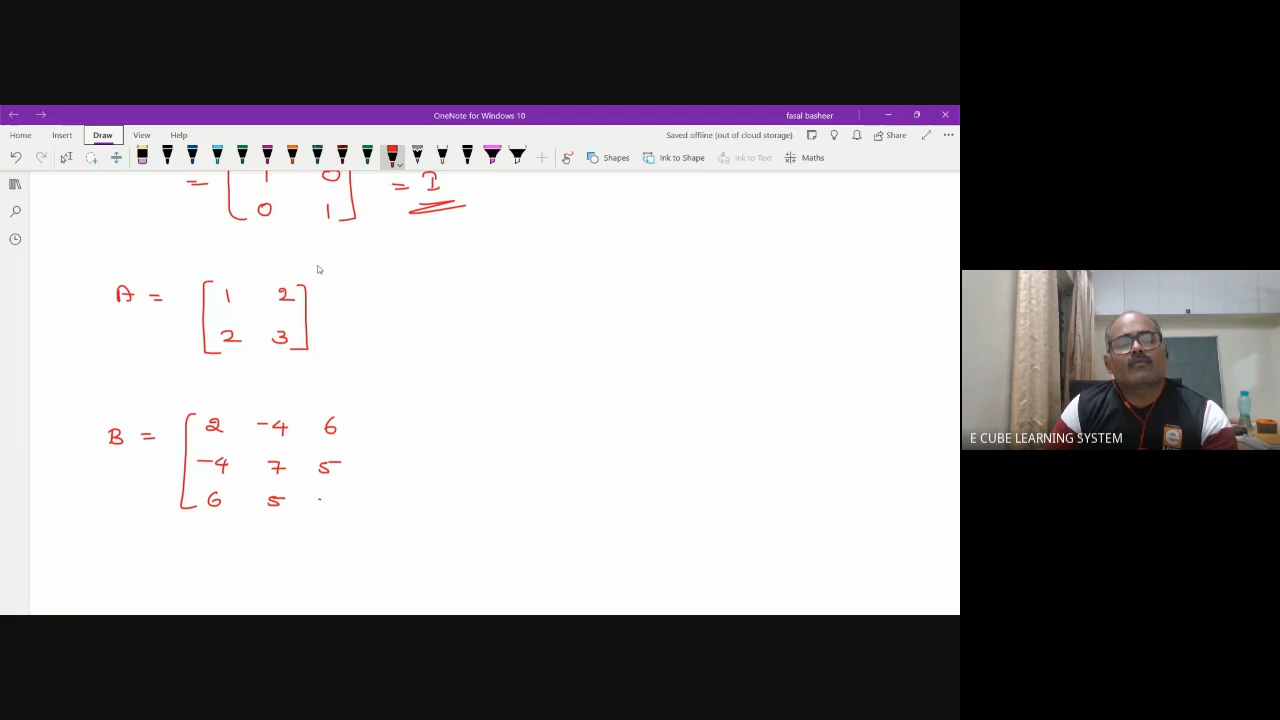 OneNote for Windows 10 fasal basheer
Home Insert Draw View Help Saved offline (out of cloud storage) Share
Shapes Ink to Shape Ink to Text Maths
= [ 1 0 = I
0 1 ]
A = [ 1 2
2 3 ]
B = [ 2 -4 6
-4 7 5
6 5
E CUBE LEARNING SYSTEM